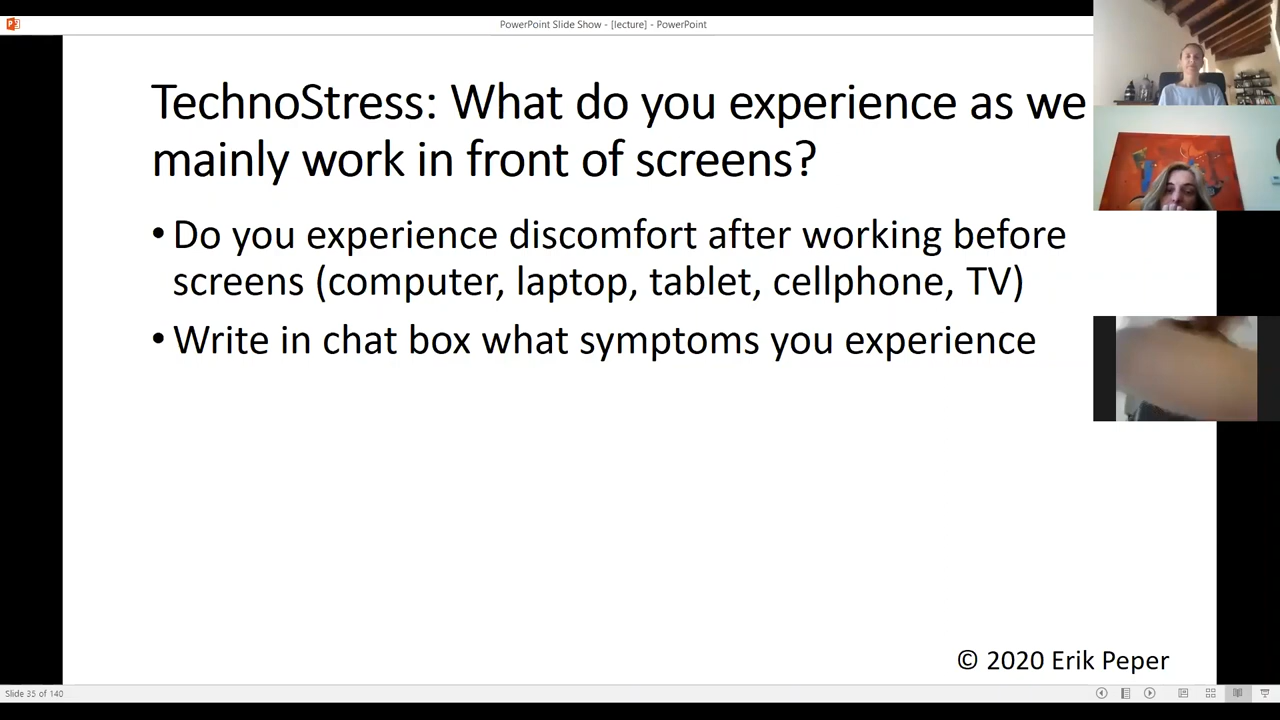 PowerPoint Slide Show - [lecture] - PowerPoint
TechnoStress: What do you experience as we
mainly work in front of screens?
• Do you experience discomfort after working before
screens (computer, laptop, tablet, cellphone, TV)
• Write in chat box what symptoms you experience
© 2020 Erik Peper
Slide 35 of 140